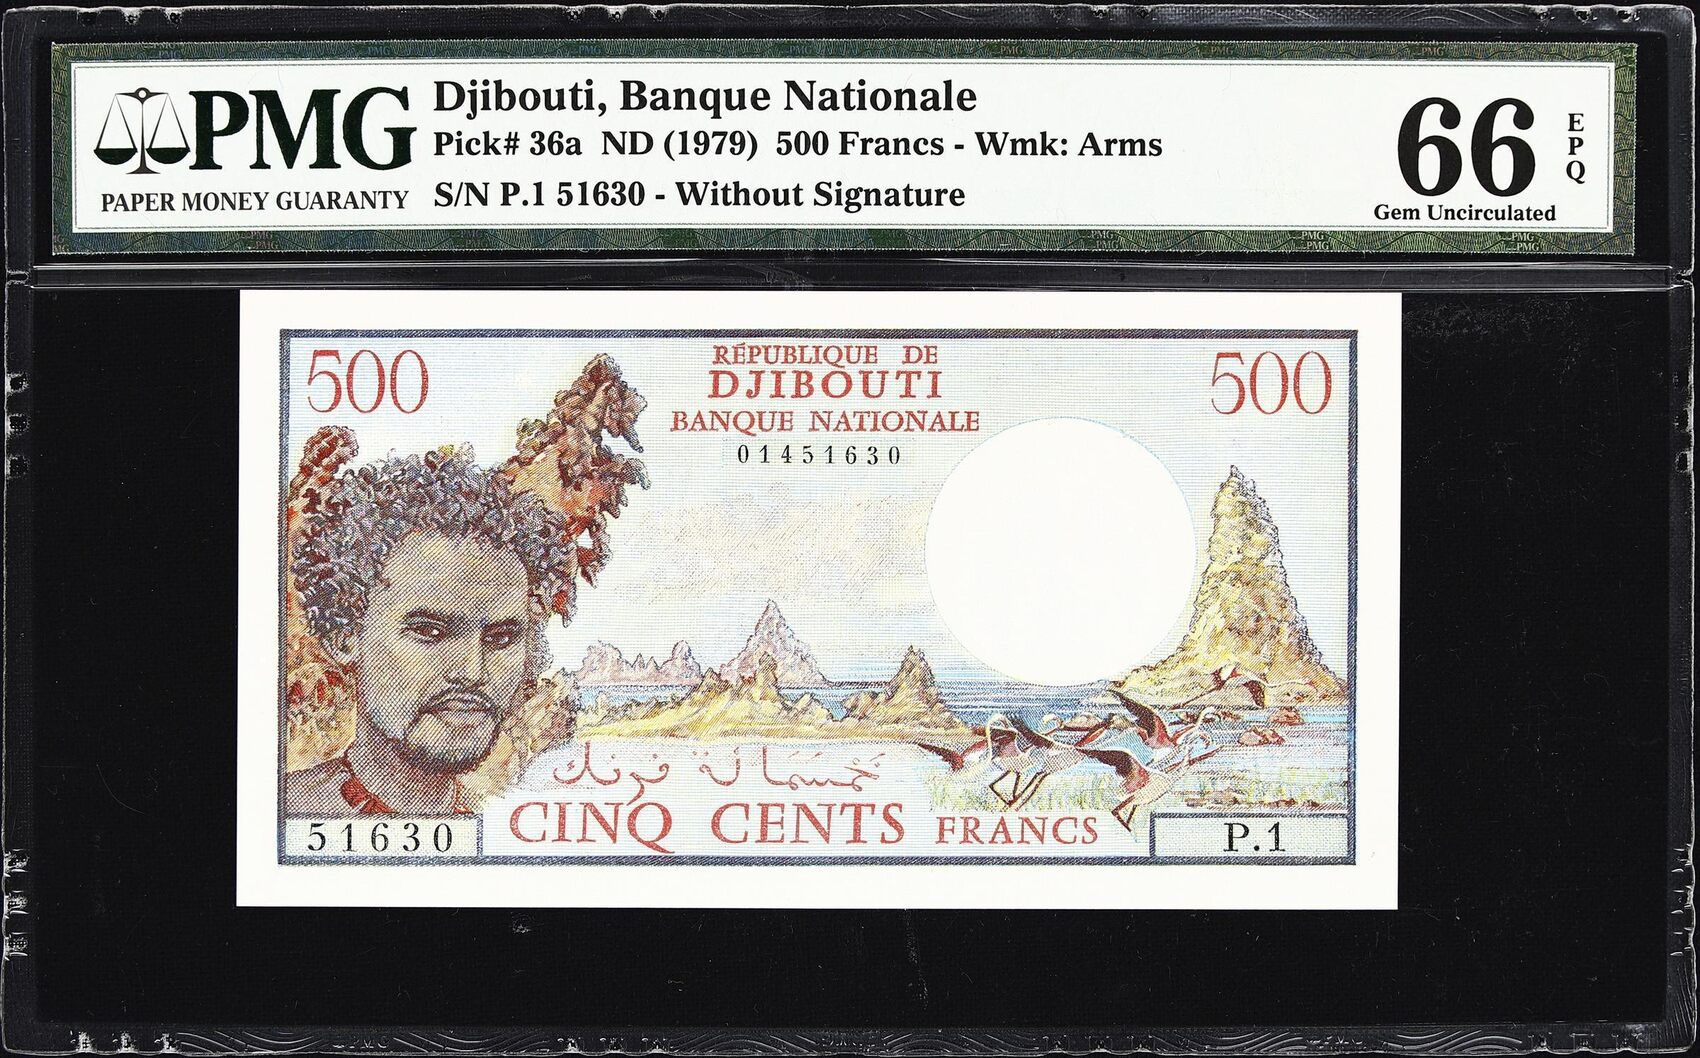 PMG
PAPER MONEY GUARANTY
Djibouti, Banque Nationale
Pick# 36a ND (1979) 500 Francs - Wmk: Arms
S/N P.1 51630 - Without Signature
66
EPQ
Gem Uncirculated
500
RÉPUBLIQUE DE
DJIBOUTI
BANQUE NATIONALE
01451630
500
خمسمائة فرنك
CINQ CENTS FRANCS
51630
P.1